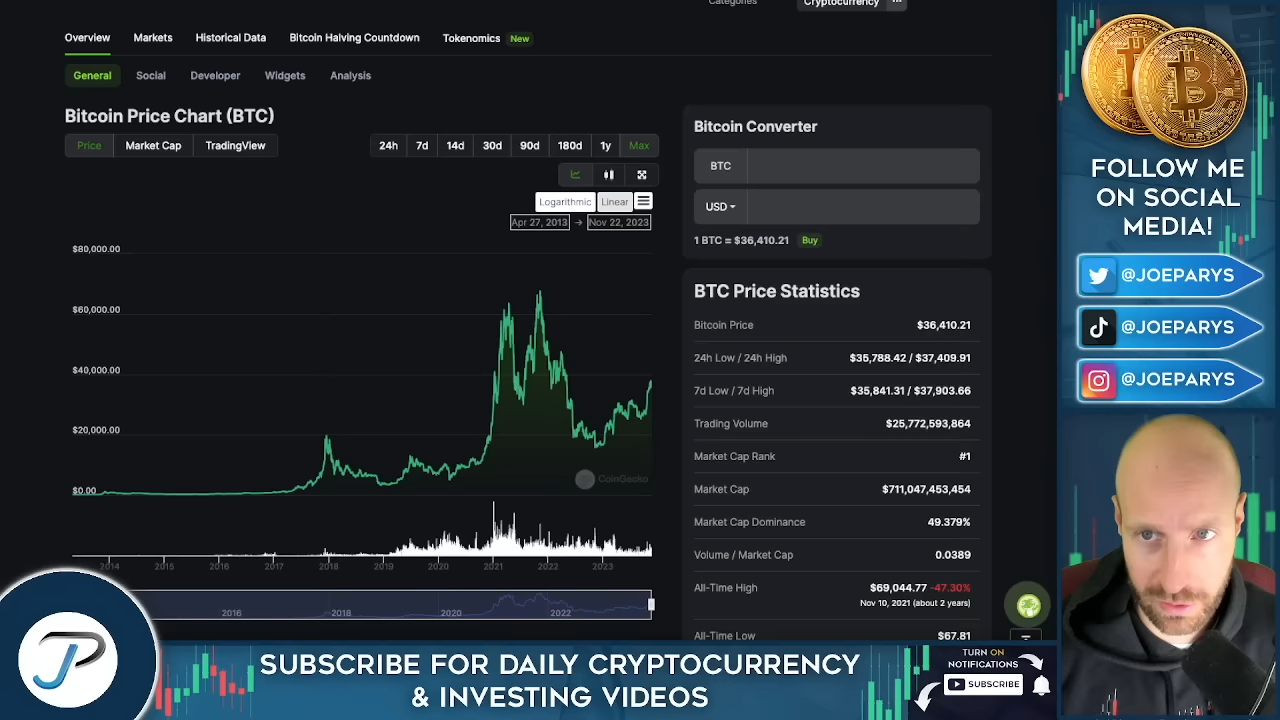 Categories
Cryptocurrency
Overview Markets Historical Data Bitcoin Halving Countdown Tokenomics New
General Social Developer Widgets Analysis
Bitcoin Price Chart (BTC)
Price Market Cap TradingView
24h 7d 14d 30d 90d 180d 1y Max
Logarithmic Linear
Apr 27, 2013 → Nov 22, 2023
$80,000.00
$60,000.00
$40,000.00
$20,000.00
$0.00
CoinGecko
2014 2015 2016 2017 2018 2019 2020 2021 2022 2023
2016 2018 2020 2022
Bitcoin Converter
BTC
USD
1 BTC = $36,410.21 Buy
BTC Price Statistics
Bitcoin Price $36,410.21
24h Low / 24h High $35,788.42 / $37,409.91
7d Low / 7d High $35,841.31 / $37,903.66
Trading Volume $25,772,593,864
Market Cap Rank #1
Market Cap $711,047,453,454
Market Cap Dominance 49.379%
Volume / Market Cap 0.0389
All-Time High $69,044.77 -47.30%
Nov 10, 2021 (about 2 years)
All-Time Low $67.81
FOLLOW ME
ON SOCIAL
MEDIA!
@JOEPARYS
@JOEPARYS
@JOEPARYS
JP
SUBSCRIBE FOR DAILY CRYPTOCURRENCY
& INVESTING VIDEOS
TURN ON
NOTIFICATIONS
SUBSCRIBE